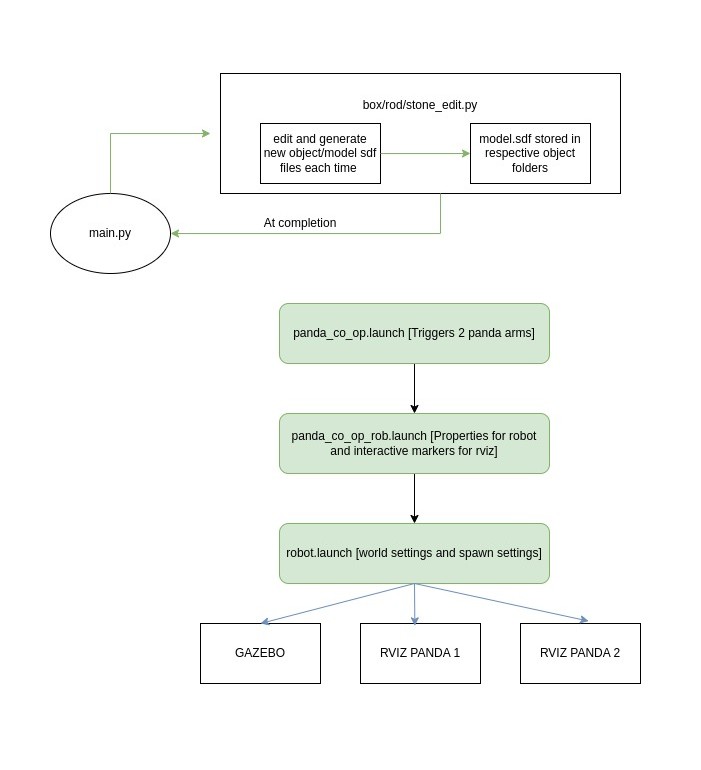 box/rod/stone_edit.py
edit and generate
new object/model sdf
files each time
model.sdf stored in
respective object
folders
main.py
At completion
panda_co_op.launch [Triggers 2 panda arms]
panda_co_op_rob.launch [Properties for robot
and interactive markers for rviz]
robot.launch [world settings and spawn settings]
GAZEBO
RVIZ PANDA 1
RVIZ PANDA 2